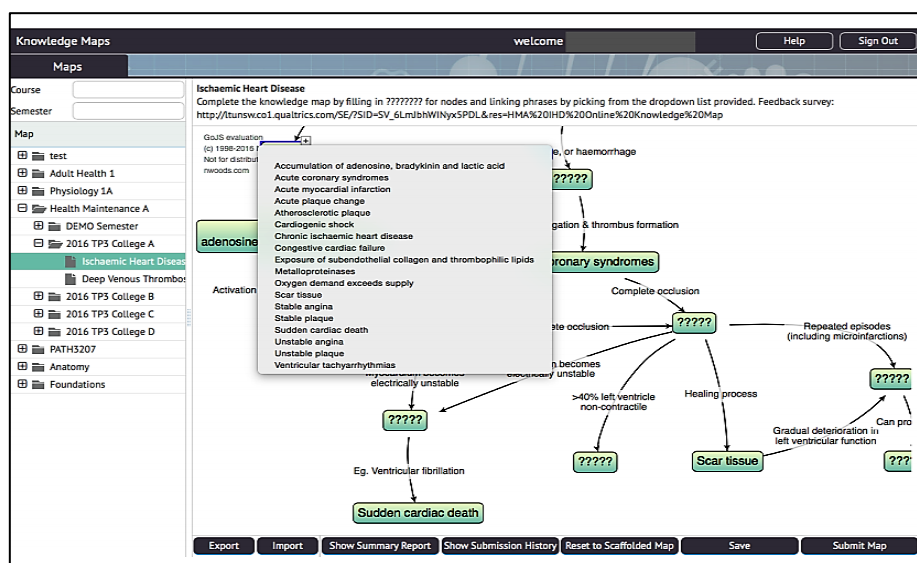 Knowledge Maps
welcome
Help
Sign Out
Maps
Course
Semester
Map
test
Adult Health 1
Physiology 1A
Health Maintenance A
DEMO Semester
2016 TP3 College A
Ischaemic Heart Diseas
Deep Venous Thrombos
2016 TP3 College B
2016 TP3 College C
2016 TP3 College D
PATH3207
Anatomy
Foundations
Ischaemic Heart Disease
Complete the knowledge map by filling in ???????? for nodes and linking phrases by picking from the dropdown list provided. Feedback survey:
http://ltunsw.co1.qualtrics.com/SE/?SID=SV_6LmJbhWINyx5PDL&res=HMA%20IHD%20Online%20Knowledge%20Map
GoJS evaluation
(c) 1998-2016
Not for distribut
nwoods.com
Accumulation of adenosine, bradykinin and lactic acid
Acute coronary syndromes
Acute myocardial infarction
Acute plaque change
Atherosclerotic plaque
Cardiogenic shock
Chronic ischaemic heart disease
Congestive cardiac failure
Exposure of subendothelial collagen and thrombophilic lipids
Metalloproteinases
Oxygen demand exceeds supply
Scar tissue
Stable angina
Stable plaque
Sudden cardiac death
Unstable angina
Unstable plaque
Ventricular tachyarrhythmias
e, or haemorrhage
?????
gation & thrombus formation
adenosine
oronary syndromes
Activation
Complete occlusion
ete occlusion
?????
Repeated episodes
(including microinfarctions)
becomes
electrically unstable
electrically unstable
?????
>40% left ventricle
non-contractile
Healing process
?????
Gradual deterioration in
left ventricular function
Can pro
Eg. Ventricular fibrillation
?????
Scar tissue
???
Sudden cardiac death
Export
Import
Show Summary Report
Show Submission History
Reset to Scaffolded Map
Save
Submit Map